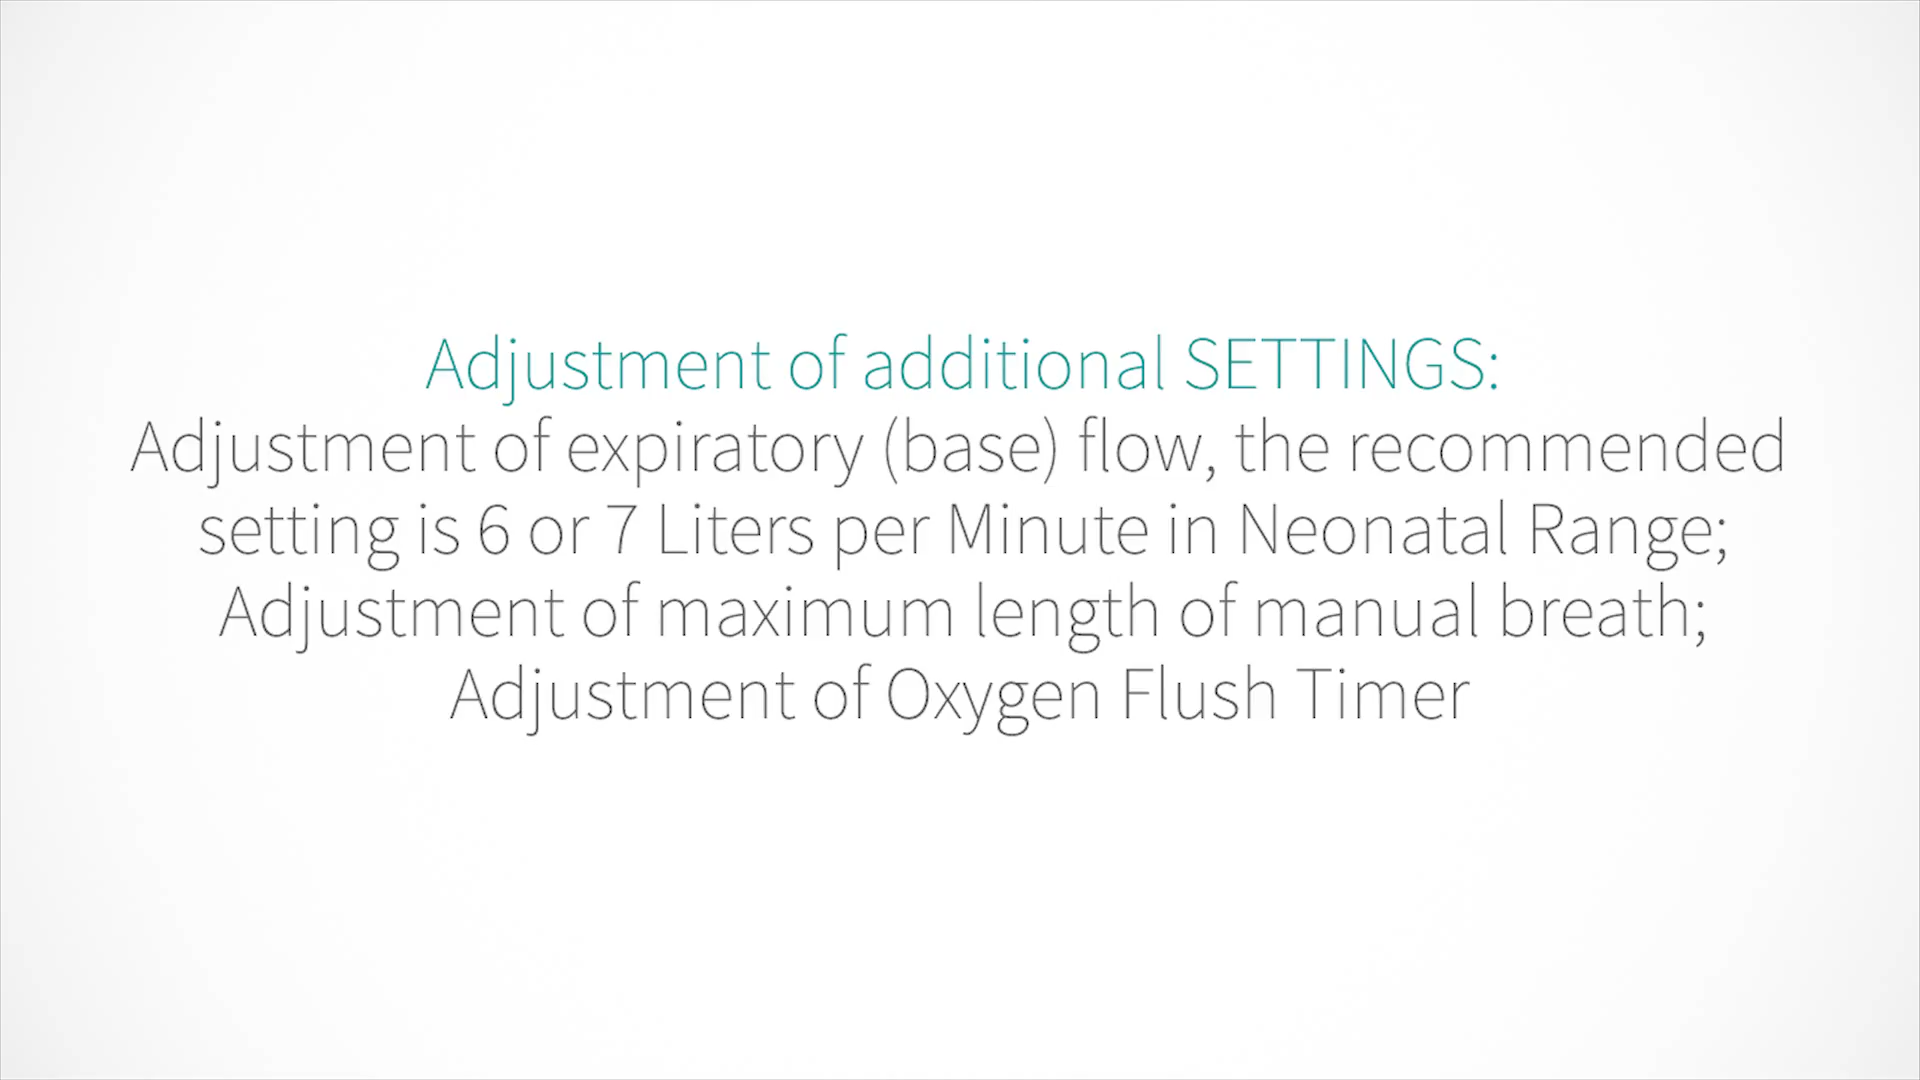 Adjustment of additional SETTINGS:
Adjustment of expiratory (base) flow, the recommended
setting is 6 or 7 Liters per Minute in Neonatal Range;
Adjustment of maximum length of manual breath;
Adjustment of Oxygen Flush Timer